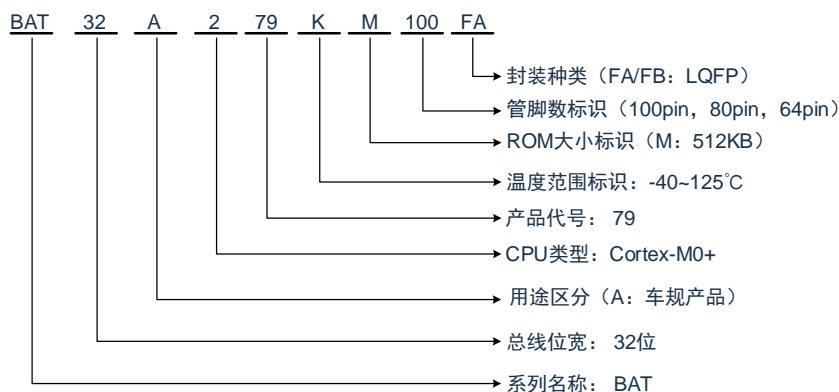 BAT 32 A 2 79 K M 100 FA
封装种类（FA/FB：LQFP）
管脚数标识（100pin，80pin，64pin）
ROM大小标识（M：512KB）
温度范围标识：-40~125℃
产品代号：79
CPU类型：Cortex-M0+
用途区分（A：车规产品）
总线位宽：32位
系列名称：BAT